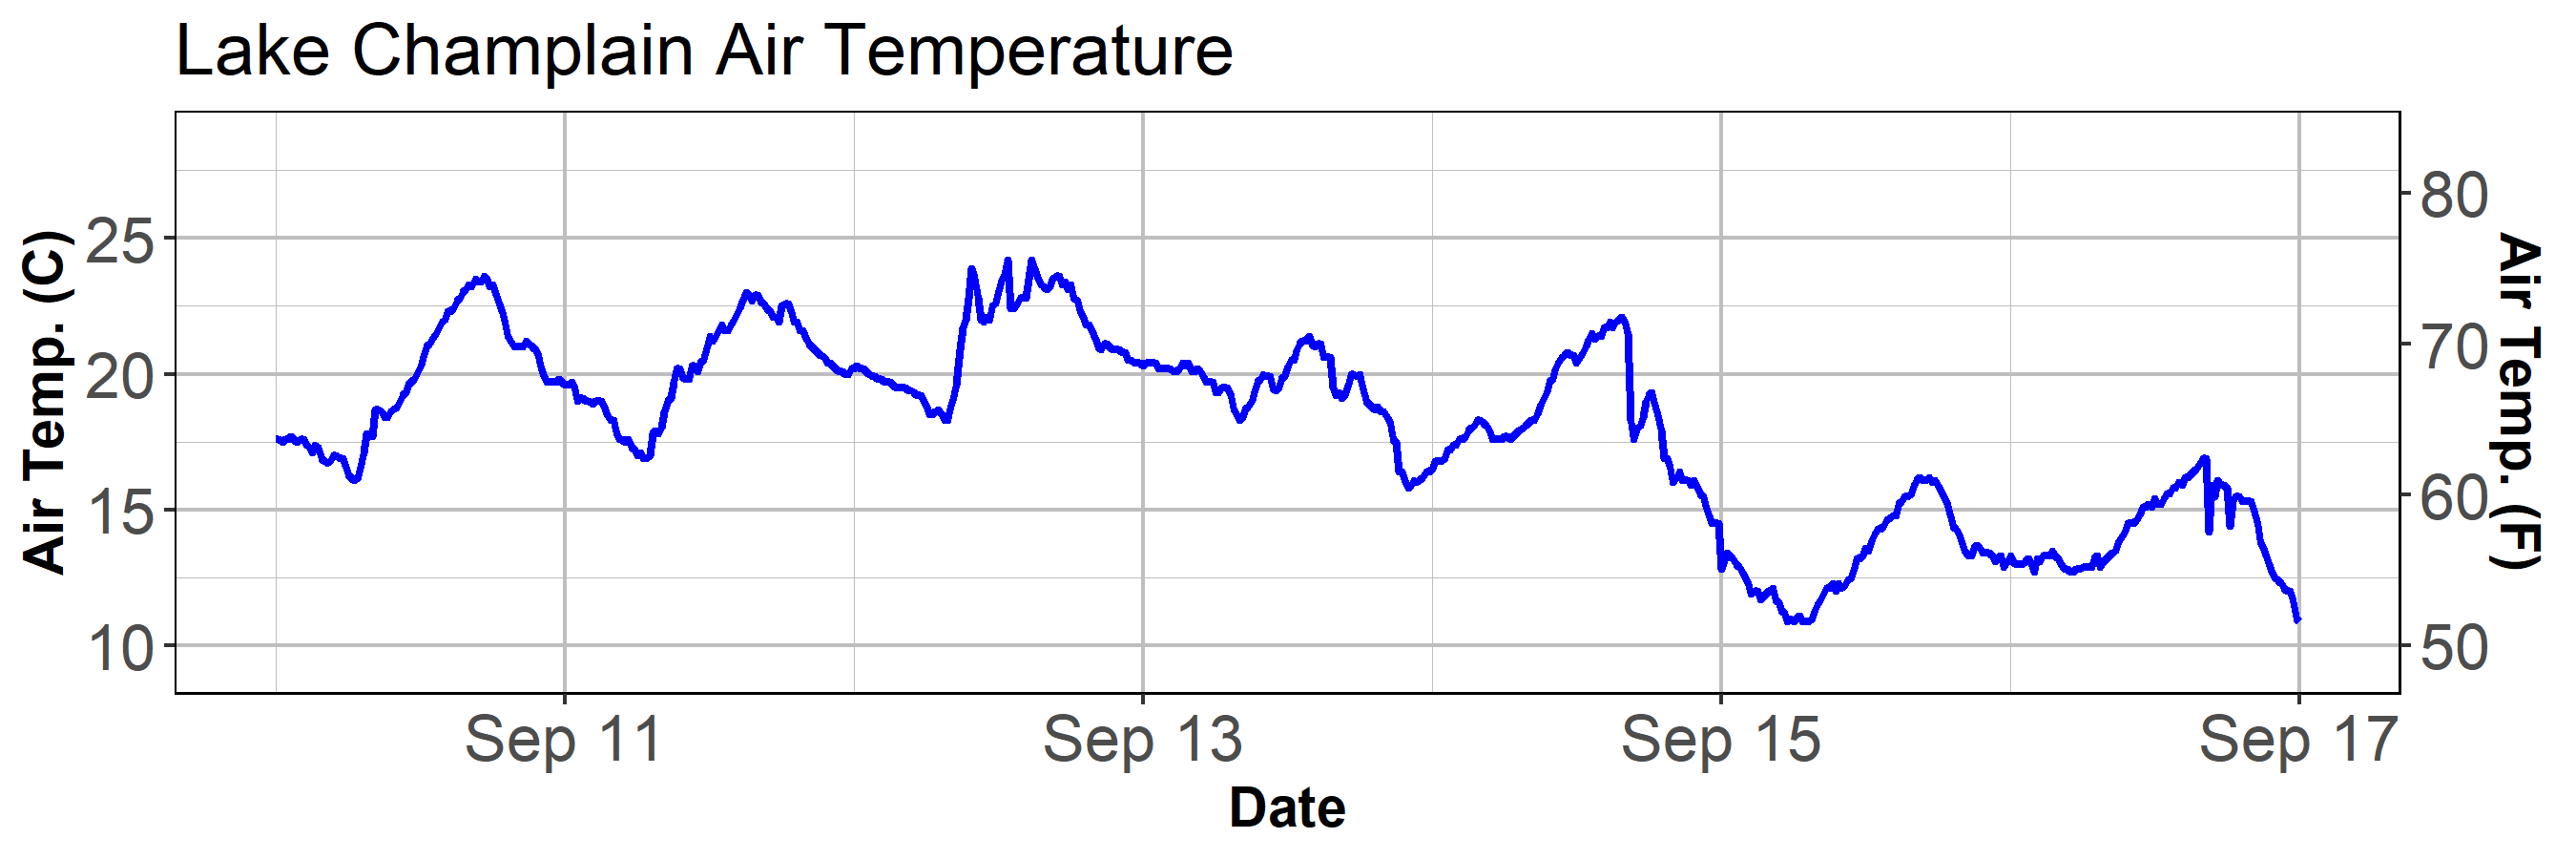 Lake Champlain Air Temperature
Air Temp. (C)
25
20
15
10
80
70
60
50
Air Temp. (F)
Sep 11
Sep 13
Sep 15
Sep 17
Date